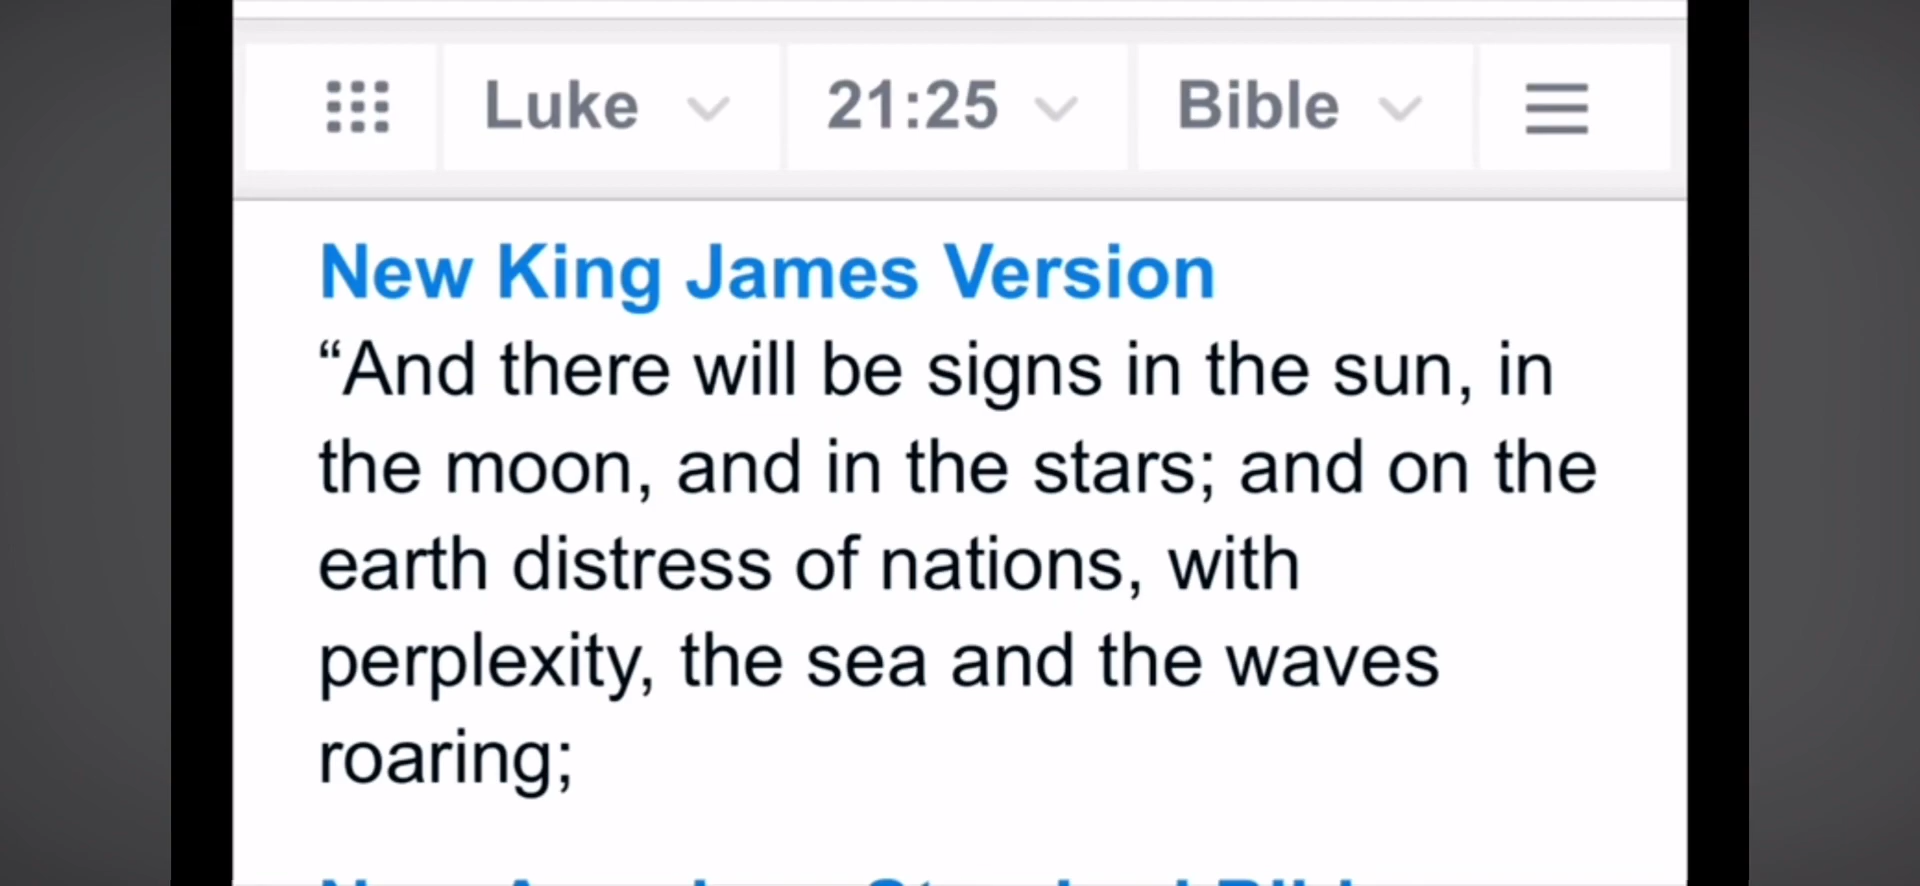 Luke 21:25 Bible
New King James Version
“And there will be signs in the sun, in
the moon, and in the stars; and on the
earth distress of nations, with
perplexity, the sea and the waves
roaring;